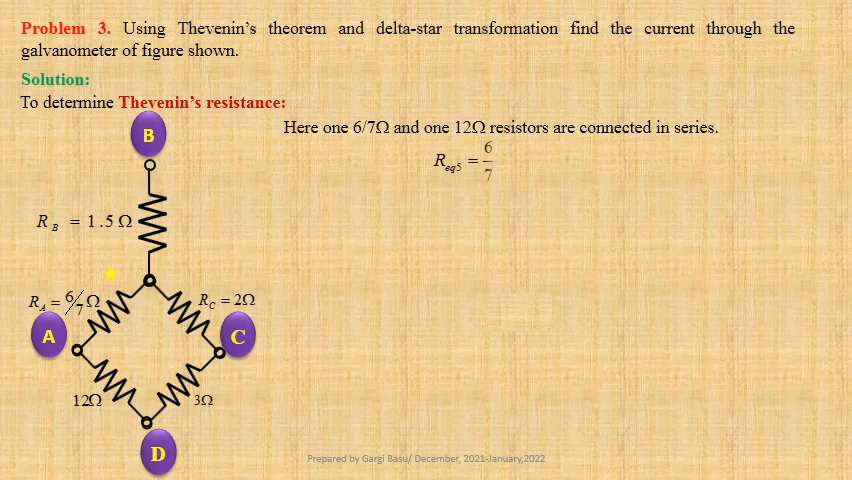 Problem 3. Using Thevenin's theorem and delta-star transformation find the current through the
galvanometer of figure shown.
Solution:
To determine Thevenin's resistance:
B
Here one 6/7Ω and one 12Ω resistors are connected in series.
R_eq5 = 6/7
R_B = 1.5 Ω
R_A = 6/7 Ω
R_C = 2Ω
A
C
12Ω
3Ω
D
Prepared by Gargi Basu/ December, 2021-January,2022